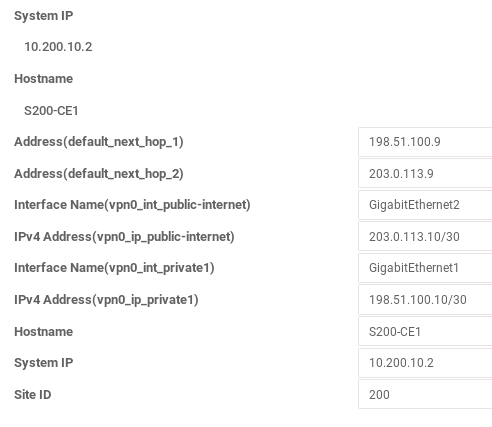 System IP
10.200.10.2
Hostname
S200-CE1
Address(default_next_hop_1) 198.51.100.9
Address(default_next_hop_2) 203.0.113.9
Interface Name(vpn0_int_public-internet) GigabitEthernet2
IPv4 Address(vpn0_ip_public-internet) 203.0.113.10/30
Interface Name(vpn0_int_private1) GigabitEthernet1
IPv4 Address(vpn0_ip_private1) 198.51.100.10/30
Hostname S200-CE1
System IP 10.200.10.2
Site ID 200